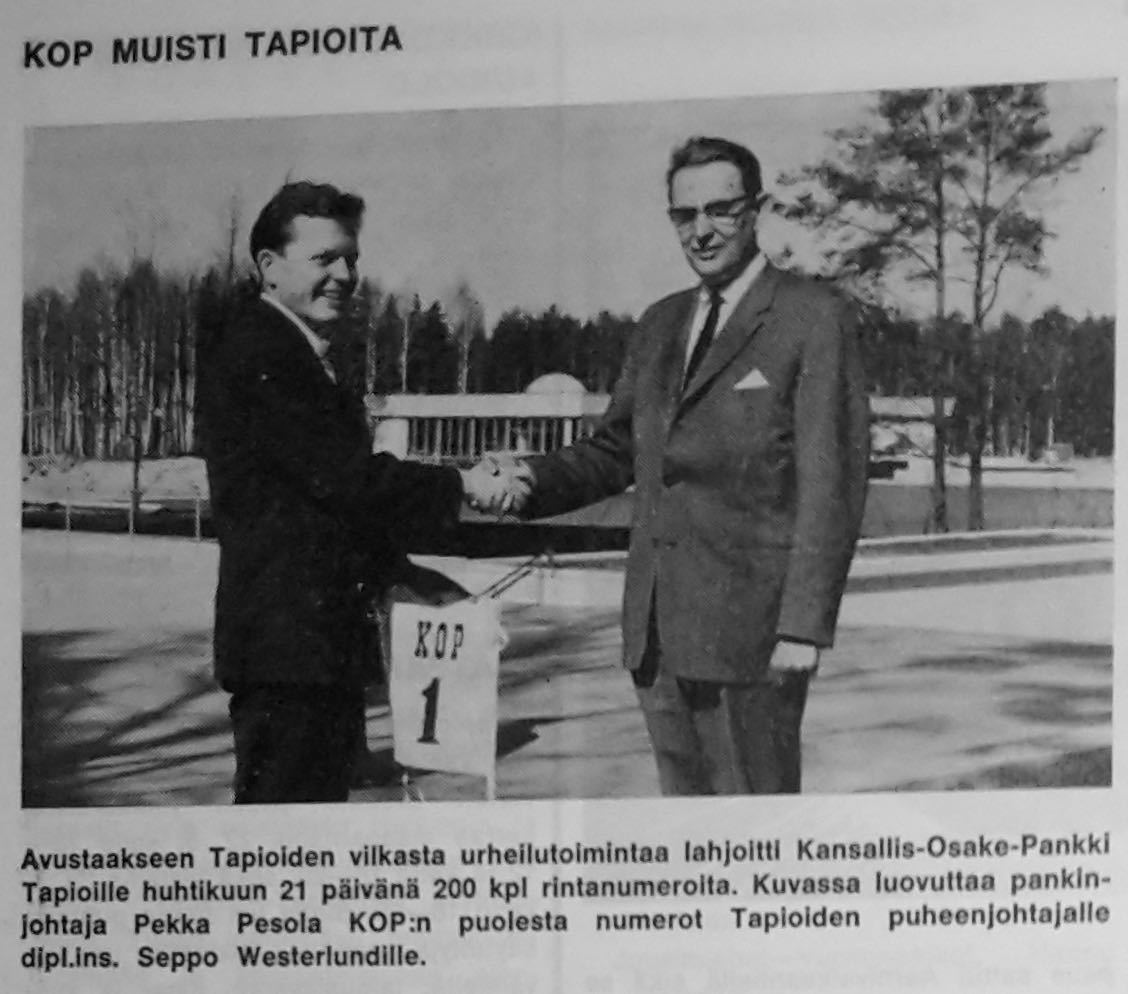 KOP MUISTI TAPIOITA
KOP
1
Avustaakseen Tapioiden vilkasta urheilutoimintaa lahjoitti Kansallis-Osake-Pankki
Tapioille huhtikuun 21 päivänä 200 kpl rintanumeroita. Kuvassa luovuttaa pankin-
johtaja Pekka Pesola KOP:n puolesta numerot Tapioiden puheenjohtajalle
dipl.ins. Seppo Westerlundille.